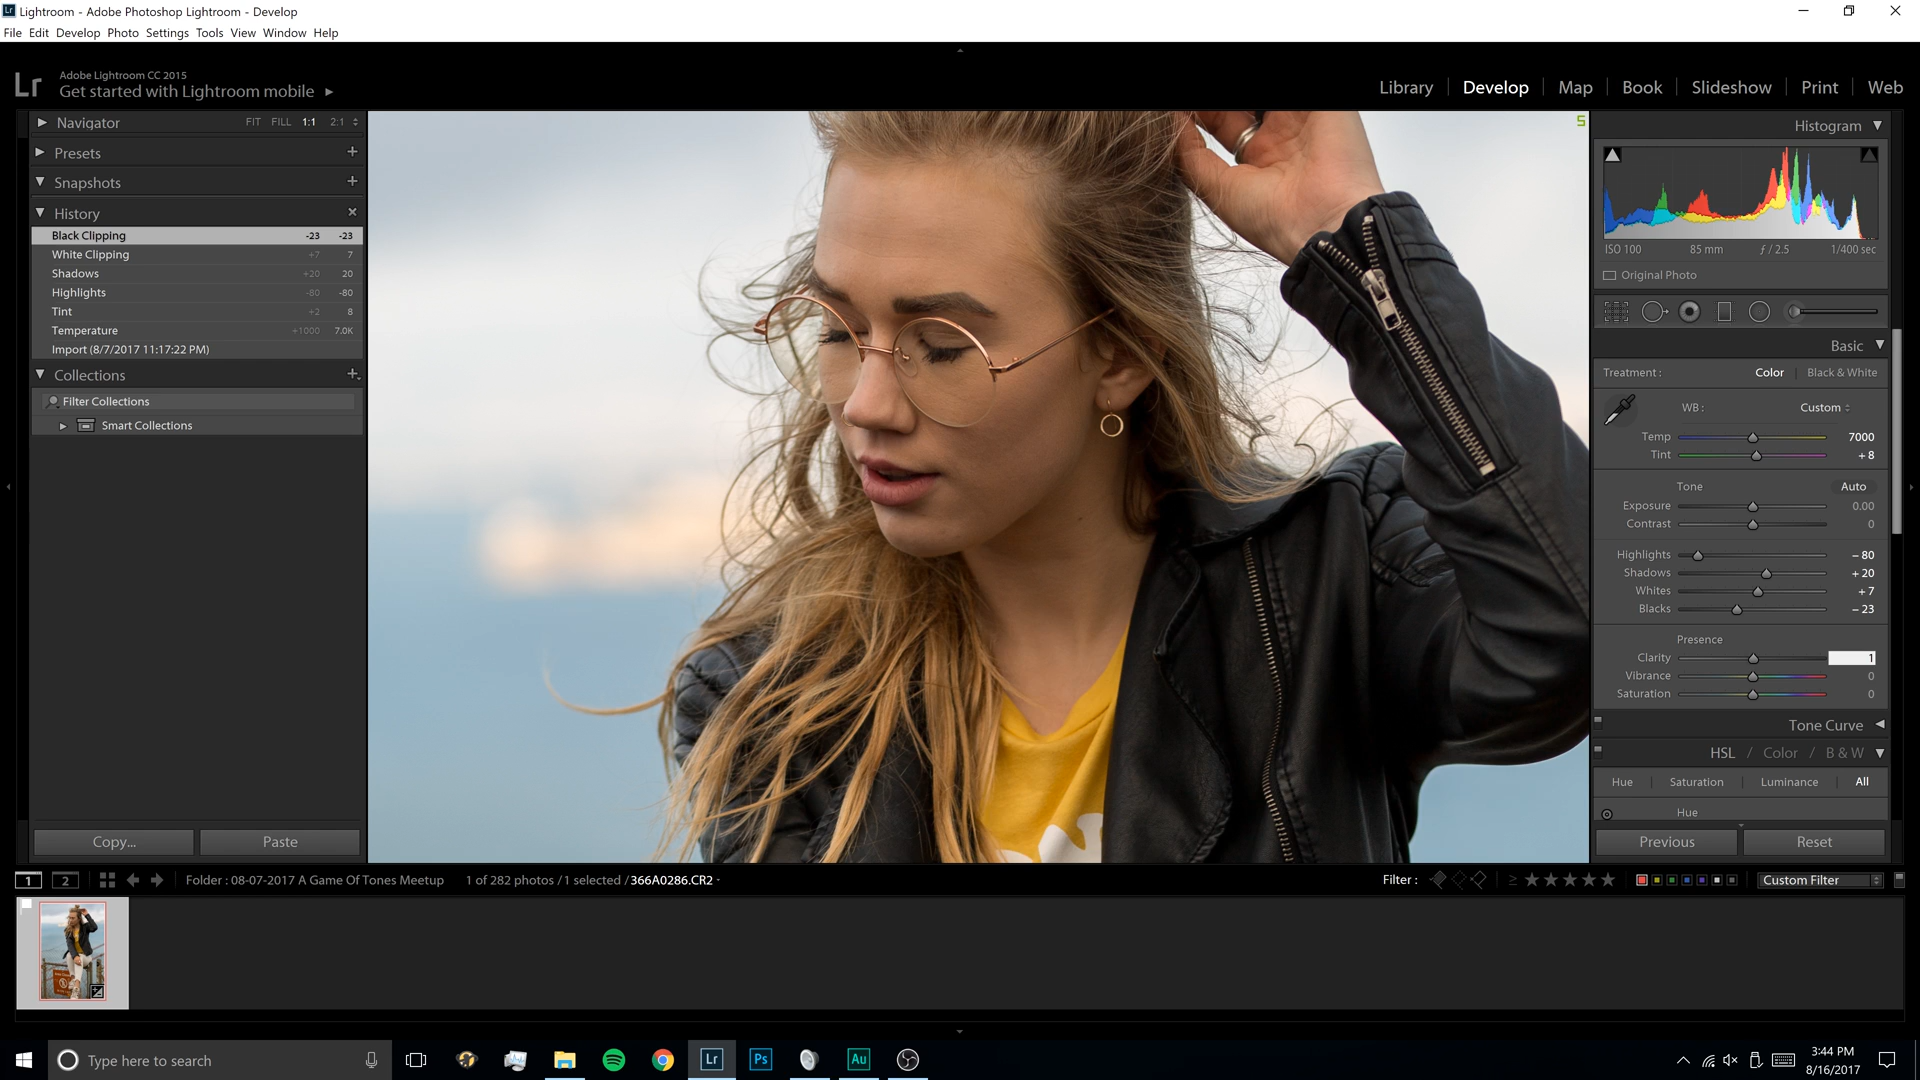 Lr Lightroom - Adobe Photoshop Lightroom - Develop
File Edit Develop Photo Settings Tools View Window Help
Lr
Adobe Lightroom CC 2015
Get started with Lightroom mobile
Library Develop Map Book Slideshow Print Web
Navigator FIT FILL 1:1 2:1
Presets
Snapshots
History
Black Clipping -23 -23
White Clipping +7 7
Shadows +20 20
Highlights -80 -80
Tint +2 8
Temperature +1000 7.0K
Import (8/7/2017 11:17:22 PM)
Collections
Filter Collections
Smart Collections
Copy... Paste
5
Histogram
ISO 100 85 mm ƒ / 2.5 1/400 sec
Original Photo
Basic
Treatment : Color Black & White
WB : Custom
Temp 7000
Tint + 8
Tone Auto
Exposure 0.00
Contrast 0
Highlights – 80
Shadows + 20
Whites + 7
Blacks – 23
Presence
Clarity 1
Vibrance 0
Saturation 0
Tone Curve
HSL / Color / B & W
Hue Saturation Luminance All
Hue
Previous Reset
1 2 Folder : 08-07-2017 A Game Of Tones Meetup 1 of 282 photos / 1 selected / 366A0286.CR2 Filter : ≥ Custom Filter
Type here to search Lr Ps Au
3:44 PM
8/16/2017